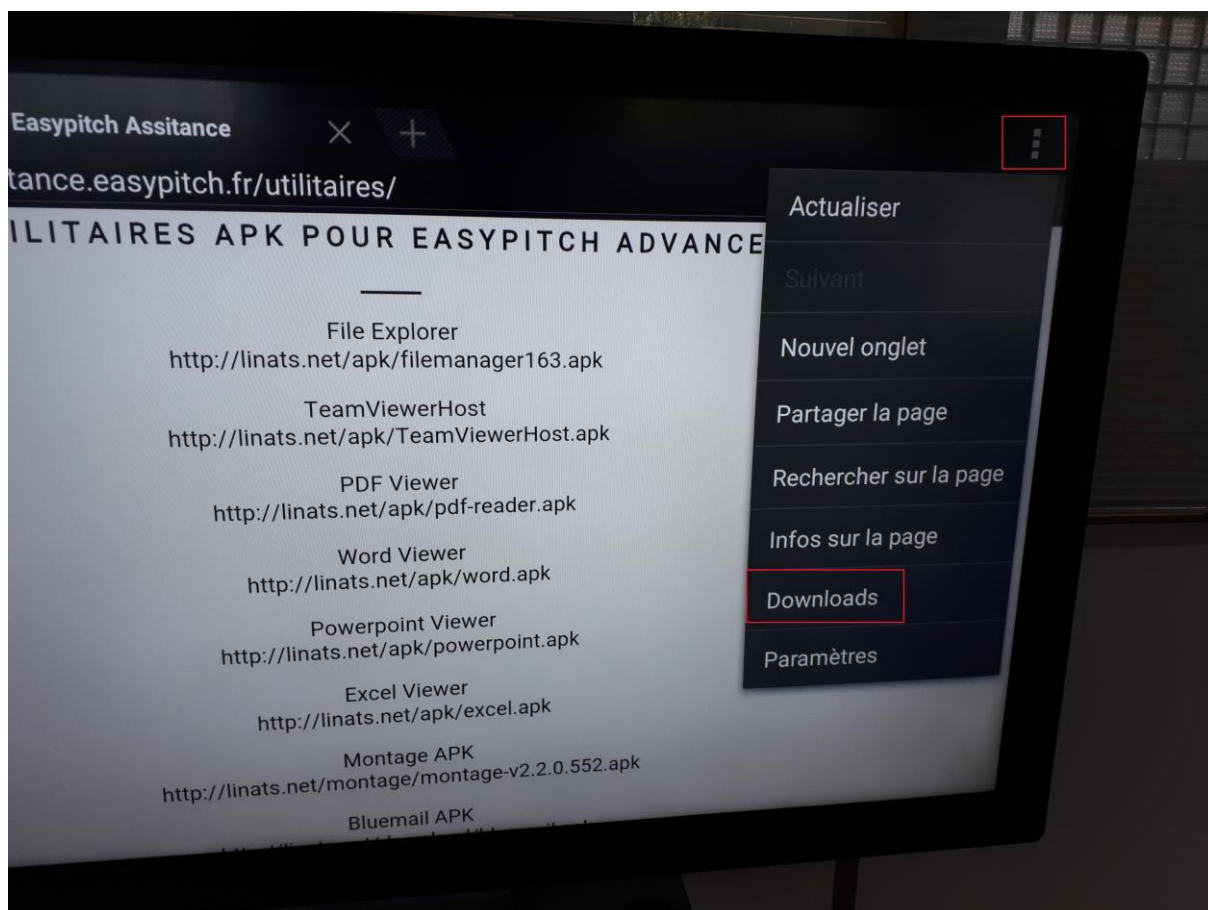 Easypitch Assitance
tance.easypitch.fr/utilitaires/
ILITAIRES APK POUR EASYPITCH ADVANCE
File Explorer
http://linats.net/apk/filemanager163.apk
TeamViewerHost
http://linats.net/apk/TeamViewerHost.apk
PDF Viewer
http://linats.net/apk/pdf-reader.apk
Word Viewer
http://linats.net/apk/word.apk
Powerpoint Viewer
http://linats.net/apk/powerpoint.apk
Excel Viewer
http://linats.net/apk/excel.apk
Montage APK
http://linats.net/montage/montage-v2.2.0.552.apk
Bluemail APK
Actualiser
Suivant
Nouvel onglet
Partager la page
Rechercher sur la page
Infos sur la page
Downloads
Paramètres